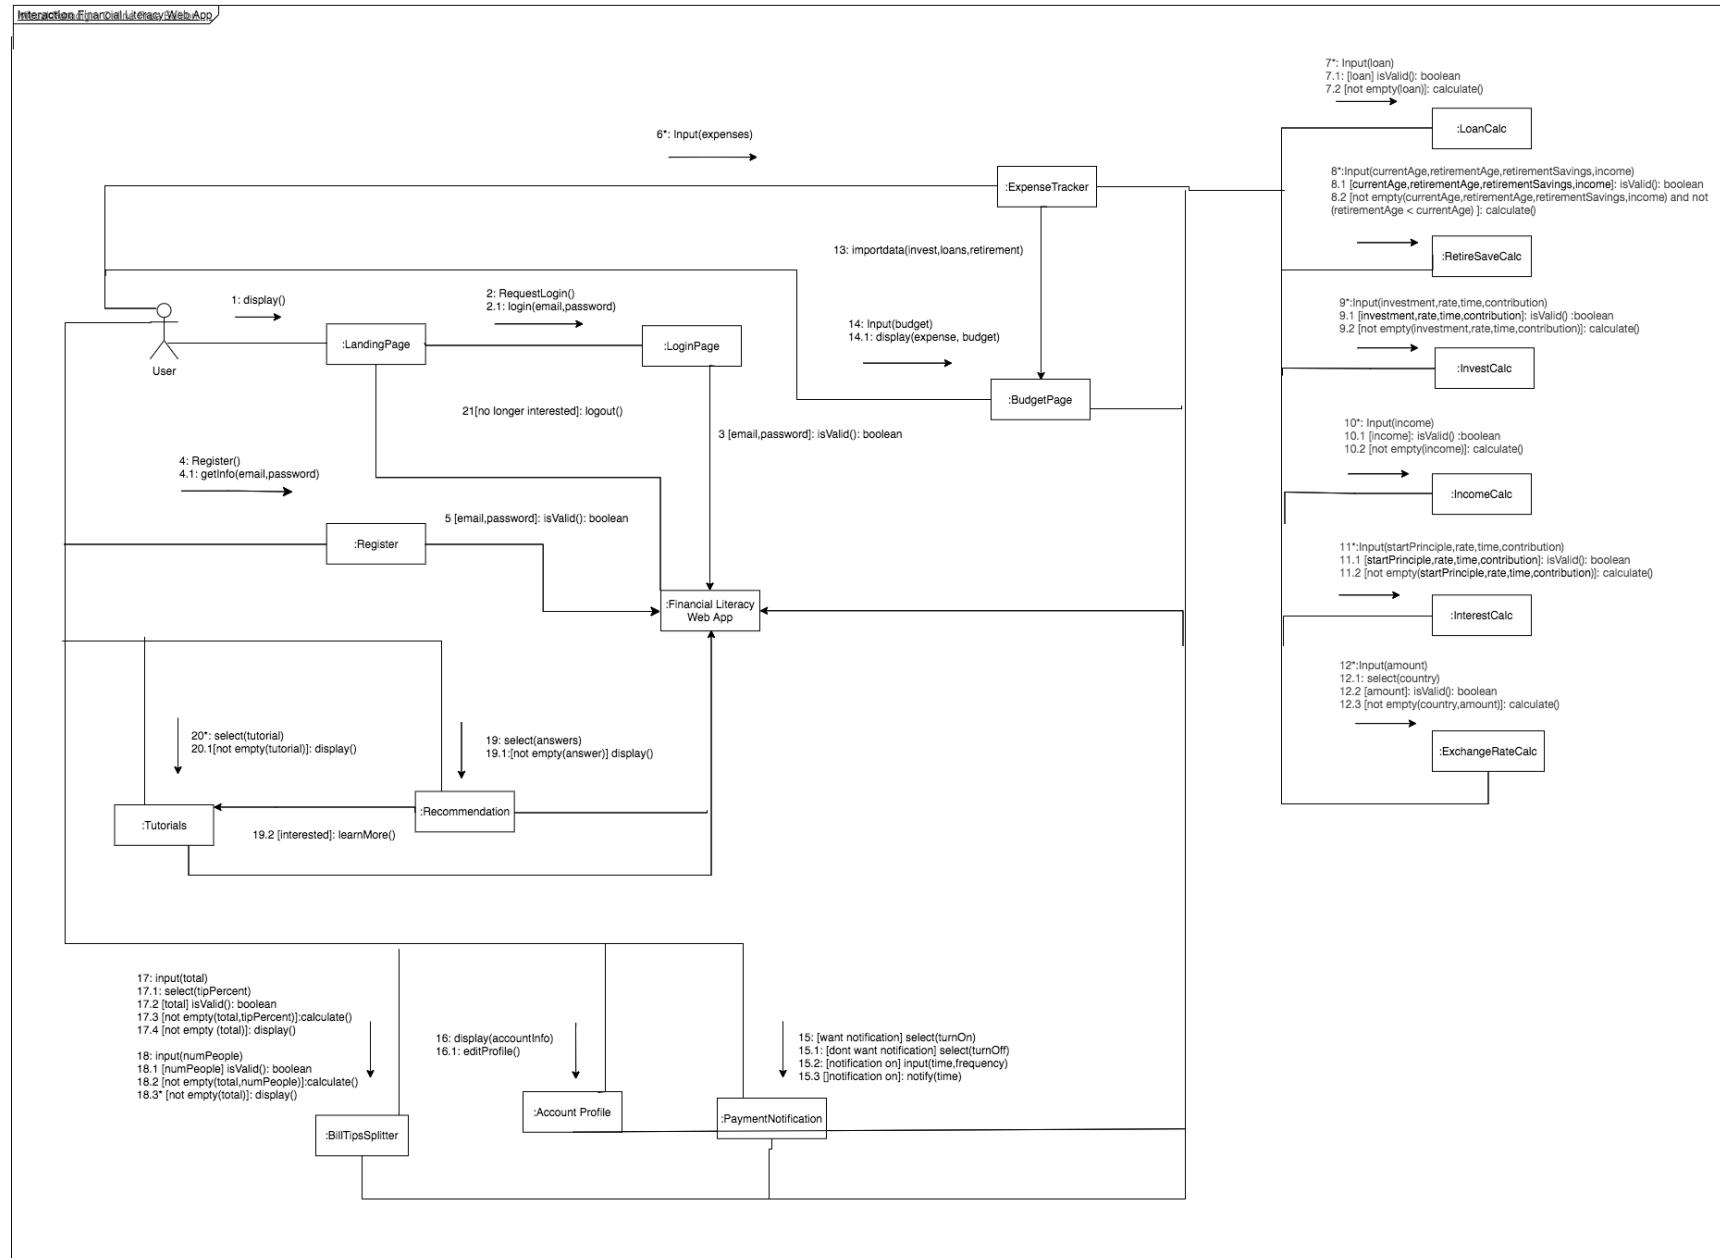 Interaction Financial Literacy Web App
7*: Input(loan)
7.1: [loan] isValid(): boolean
7.2 [not empty(loan)]: calculate()
:LoanCalc
6*: Input(expenses)
:ExpenseTracker
8*:Input(currentAge,retirementAge,retirementSavings,income)
8.1 [currentAge,retirementAge,retirementSavings,income]: isValid(): boolean
8.2 [not empty(currentAge,retirementAge,retirementSavings,income) and not
(retirementAge < currentAge) ]: calculate()
:RetireSaveCalc
13: importdata(invest,loans,retirement)
1: display()
2: RequestLogin()
2.1: login(email,password)
:LandingPage
:LoginPage
User
14: Input(budget)
14.1: display(expense, budget)
:BudgetPage
9*:Input(investment,rate,time,contribution)
9.1 [investment,rate,time,contribution]: isValid() :boolean
9.2 [not empty(investment,rate,time,contribution)]: calculate()
:InvestCalc
21[no longer interested]: logout()
3 [email,password]: isValid(): boolean
10*: Input(income)
10.1 [income]: isValid() :boolean
10.2 [not empty(income)]: calculate()
:IncomeCalc
4: Register()
4.1: getInfo(email,password)
5 [email,password]: isValid(): boolean
:Register
11*:Input(startPrinciple,rate,time,contribution)
11.1 [startPrinciple,rate,time,contribution]: isValid(): boolean
11.2 [not empty(startPrinciple,rate,time,contribution)]: calculate()
:InterestCalc
:Financial Literacy
Web App
12*:Input(amount)
12.1: select(country)
12.2 [amount]: isValid(): boolean
12.3 [not empty(country,amount)]: calculate()
:ExchangeRateCalc
20*: select(tutorial)
20.1[not empty(tutorial)]: display()
19: select(answers)
19.1:[not empty(answer)] display()
:Tutorials
:Recommendation
19.2 [interested]: learnMore()
17: input(total)
17.1: select(tipPercent)
17.2 [total] isValid(): boolean
17.3 [not empty(total,tipPercent)]:calculate()
17.4 [not empty (total)]: display()
18: input(numPeople)
18.1 [numPeople] isValid(): boolean
18.2 [not empty(total,numPeople)]:calculate()
18.3* [not empty(total)]: display()
:BillTipsSplitter
16: display(accountInfo)
16.1: editProfile()
:Account Profile
15: [want notification] select(turnOn)
15.1: [dont want notification] select(turnOff)
15.2: [notification on] input(time,frequency)
15.3 []notification on]: notify(time)
:PaymentNotification